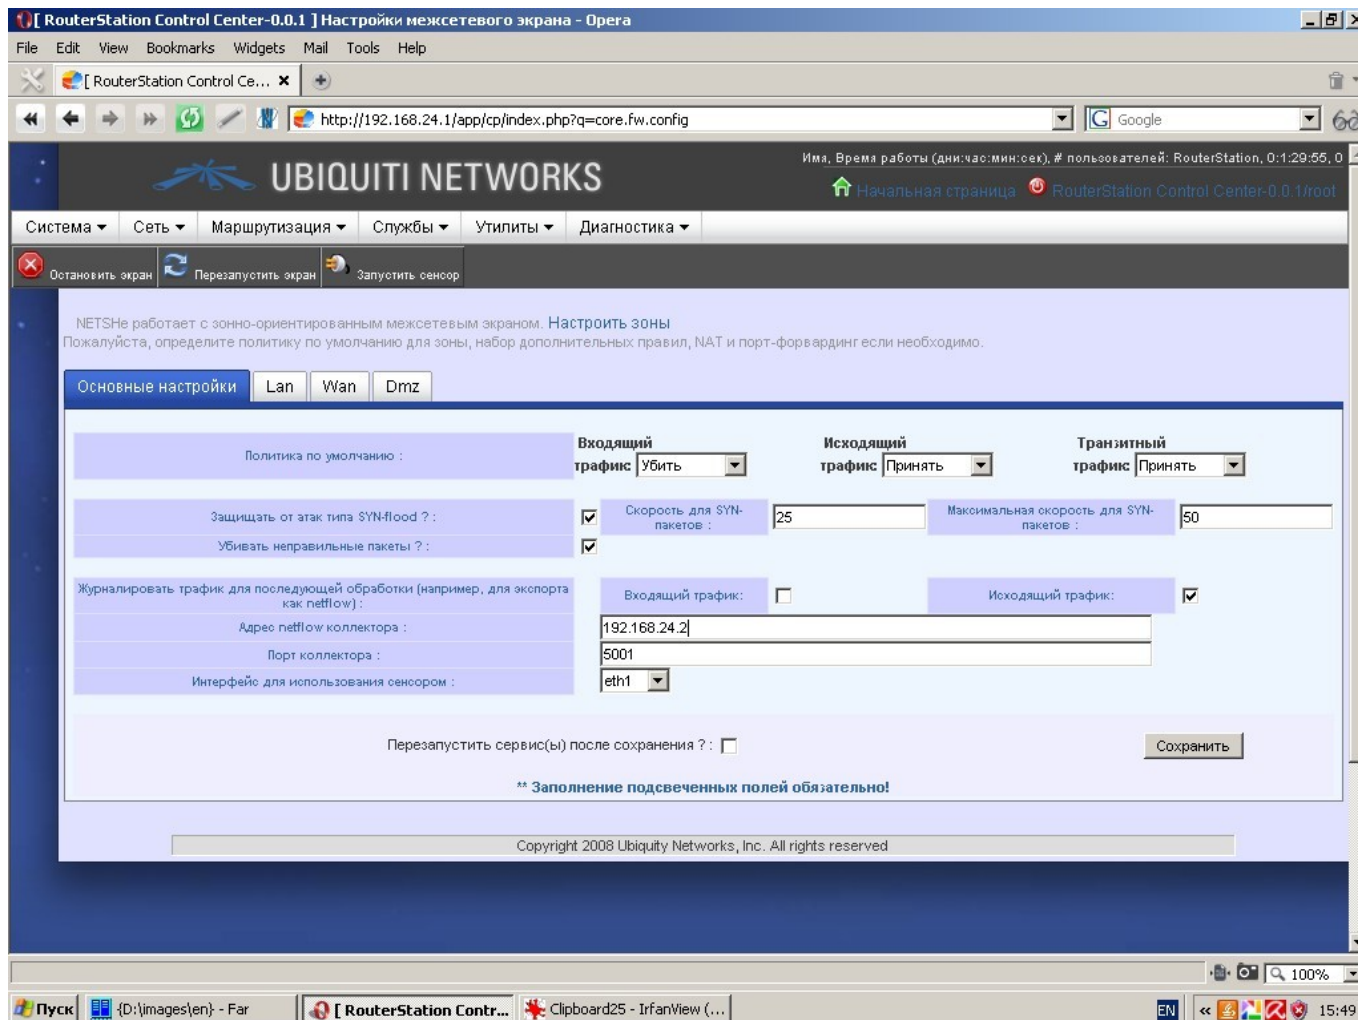 [ RouterStation Control Center-0.0.1 ] Настройки межсетевого экрана - Opera
File Edit View Bookmarks Widgets Mail Tools Help
[ RouterStation Control Ce...
http://192.168.24.1/app/cp/index.php?q=core.fw.config
Google
UBIQUITI NETWORKS
Имя, Время работы (дни:час:мин:сек), # пользователей: RouterStation, 0:1:29:55, 0
Начальная страница RouterStation Control Center-0.0.1/root
Система Сеть Маршрутизация Службы Утилиты Диагностика
Остановить экран Перезапустить экран Запустить сенсор
NETSHe работает с зонно-ориентированным межсетевым экраном. Настроить зоны
Пожалуйста, определите политику по умолчанию для зоны, набор дополнительных правил, NAT и порт-форвардинг если необходимо.
Основные настройки Lan Wan Dmz
Политика по умолчанию :
Входящий
трафик: Убить
Исходящий
трафик: Принять
Транзитный
трафик: Принять
Защищать от атак типа SYN-flood ? :
Скорость для SYN-
пакетов :
25
Максимальная скорость для SYN-
пакетов :
50
Убивать неправильные пакеты ? :
Журналировать трафик для последующей обработки (например, для экспорта
как netflow) :
Входящий трафик:
Исходящий трафик:
Адрес netflow коллектора :
192.168.24.2
Порт коллектора :
5001
Интерфейс для использования сенсором :
eth1
Перезапустить сервис(ы) после сохранения ? :
Сохранить
** Заполнение подсвеченных полей обязательно!
Copyright 2008 Ubiquity Networks, Inc. All rights reserved
100%
Пуск {D:\images\en} - Far [ RouterStation Contr... Clipboard25 - IrfanView (... EN 15:49